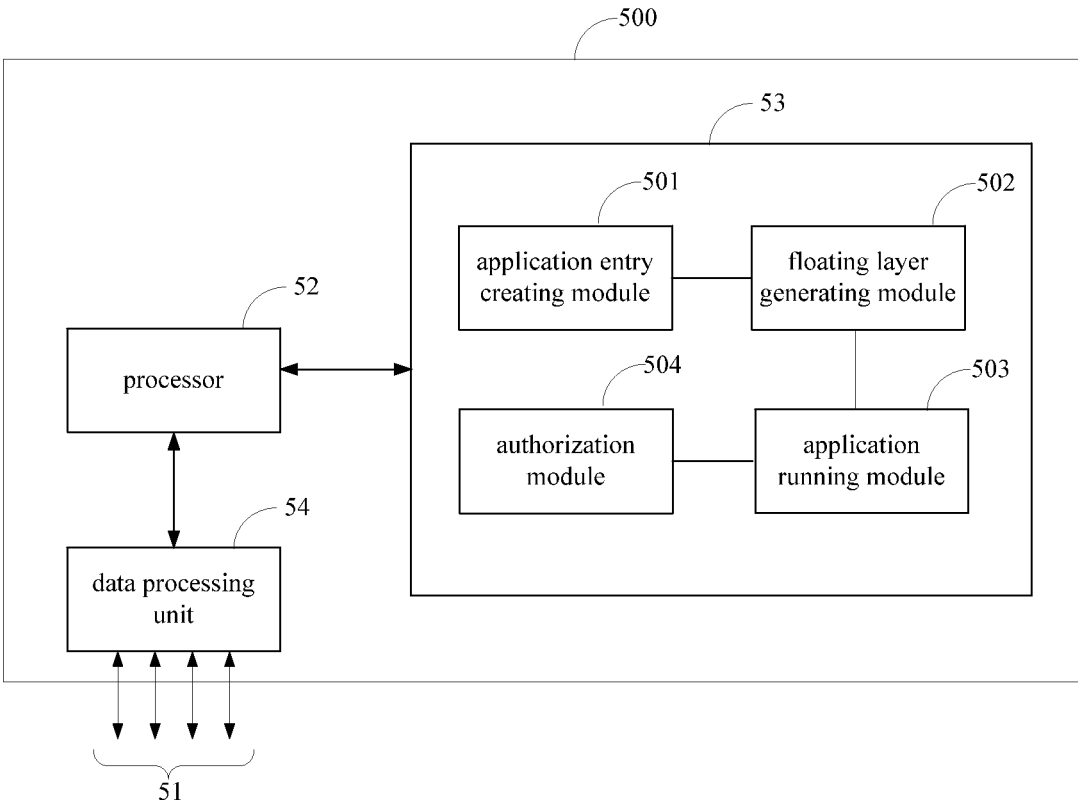 500
53
501
502
application entry
creating module
floating layer
generating module
52
processor
504
503
authorization
module
application
running module
54
data processing
unit
51